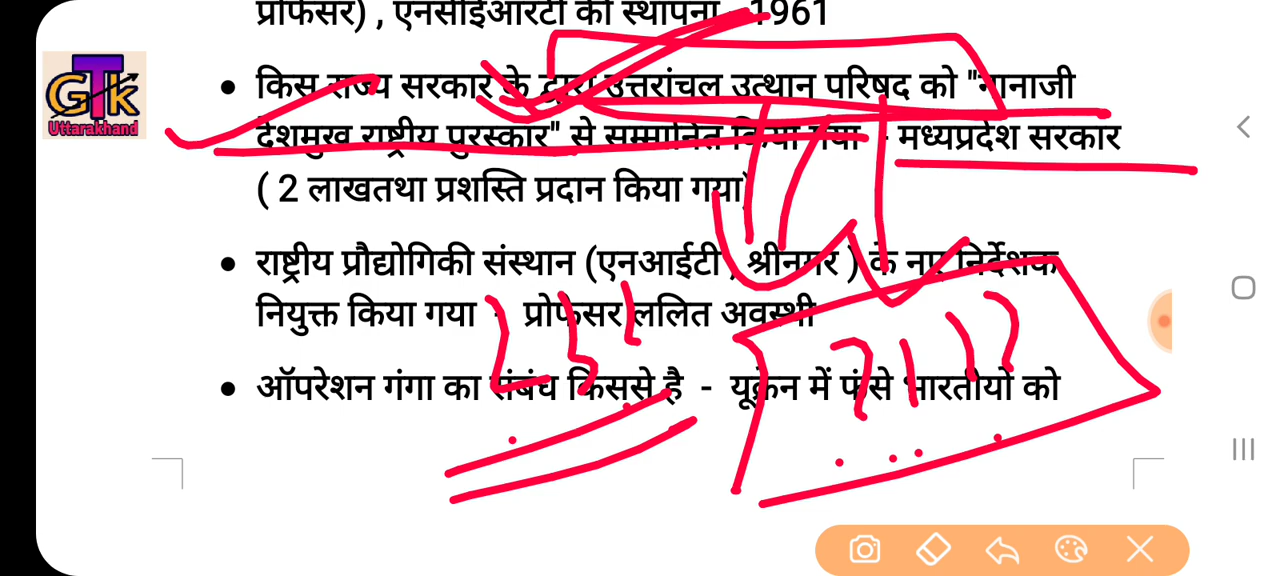 प्रोफेसर) , एनसीईआरटी की स्थापना - 1961
GTK
Uttarakhand
• किस राज्य सरकार के द्वारा उत्तरांचल उत्थान परिषद को "नानाजी
देशमुख राष्ट्रीय पुरस्कार" से सम्मानित किया गया - मध्यप्रदेश सरकार
( 2 लाखतथा प्रशस्ति प्रदान किया गया)
• राष्ट्रीय प्रौद्योगिकी संस्थान (एनआईटी , श्रीनगर ) के नए निर्देशक
नियुक्त किया गया - प्रोफेसर ललित अवस्थी
• ऑपरेशन गंगा का संबंध किससे है - यूक्रेन में फंसे भारतीयों को